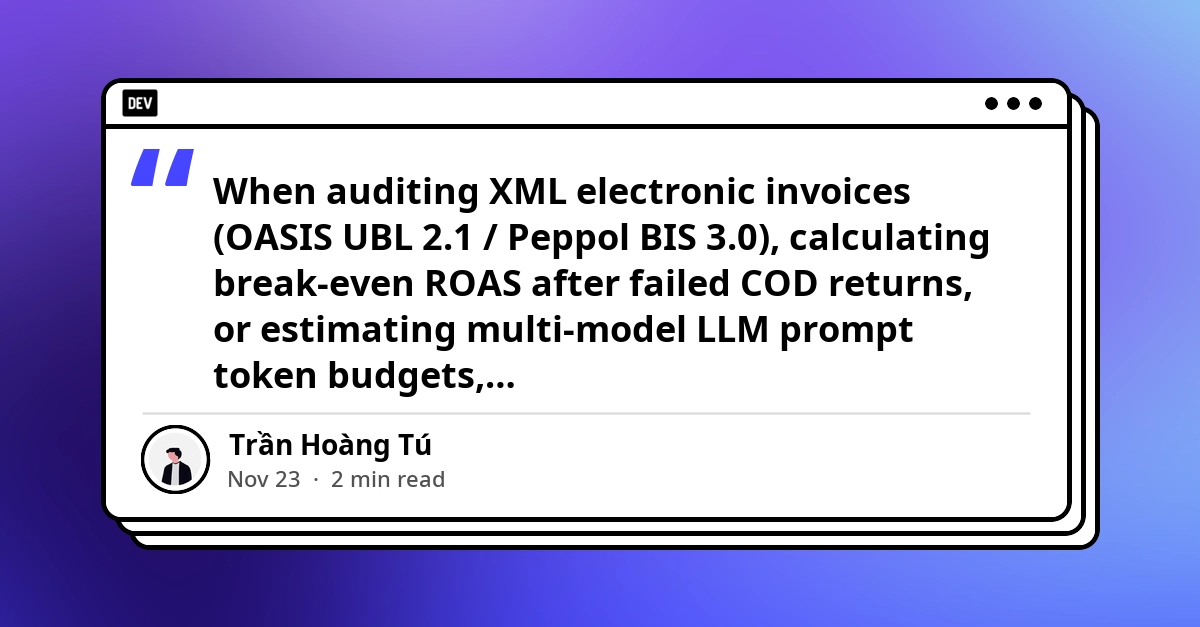 DEV
When auditing XML electronic invoices
(OASIS UBL 2.1 / Peppol BIS 3.0), calculating
break-even ROAS after failed COD returns,
or estimating multi-model LLM prompt
token budgets,...
Trần Hoàng Tú
Nov 23 · 2 min read